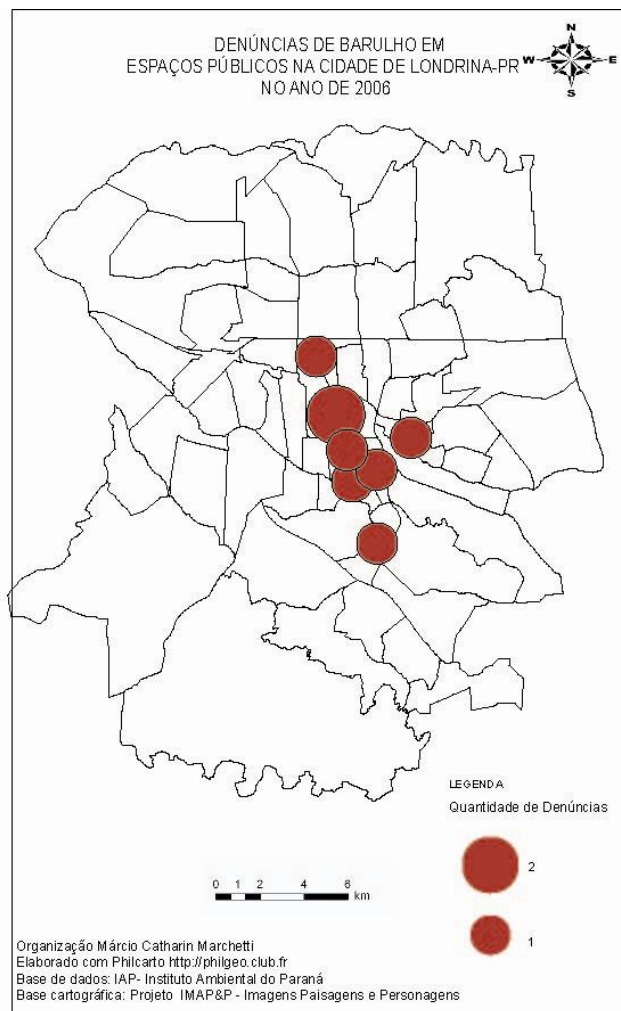 DENÚNCIAS DE BARULHO EM
ESPAÇOS PÚBLICOS NA CIDADE DE LONDRINA-PR
NO ANO DE 2006
N
W
E
S
LEGENDA
Quantidade de Denúncias
2
1
0 1 2 4 6
km
Organização Márcio Catharin Marchetti
Elaborado com Philcarto http://philgeo.club.fr
Base de dados: IAP- Instituto Ambiental do Paraná
Base cartográfica: Projeto IMAP&P - Imagens Paisagens e Personagens